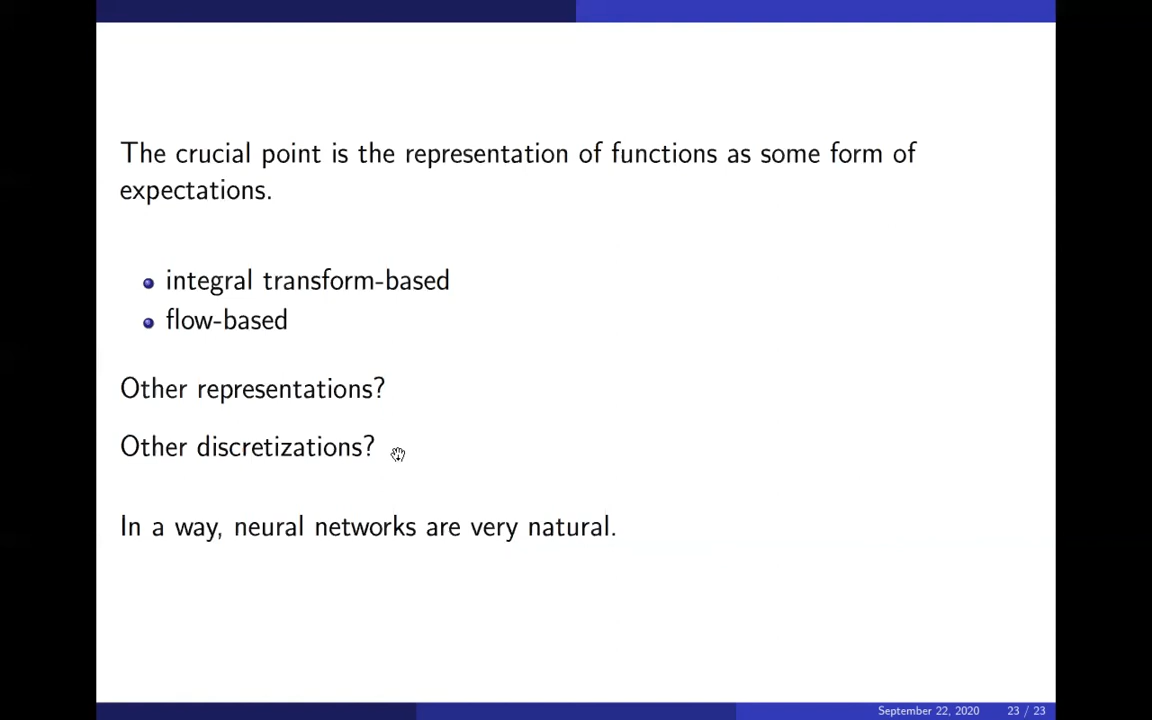 The crucial point is the representation of functions as some form of
expectations.
integral transform-based
flow-based
Other representations?
Other discretizations?
In a way, neural networks are very natural.
September 22, 2020 23 / 23